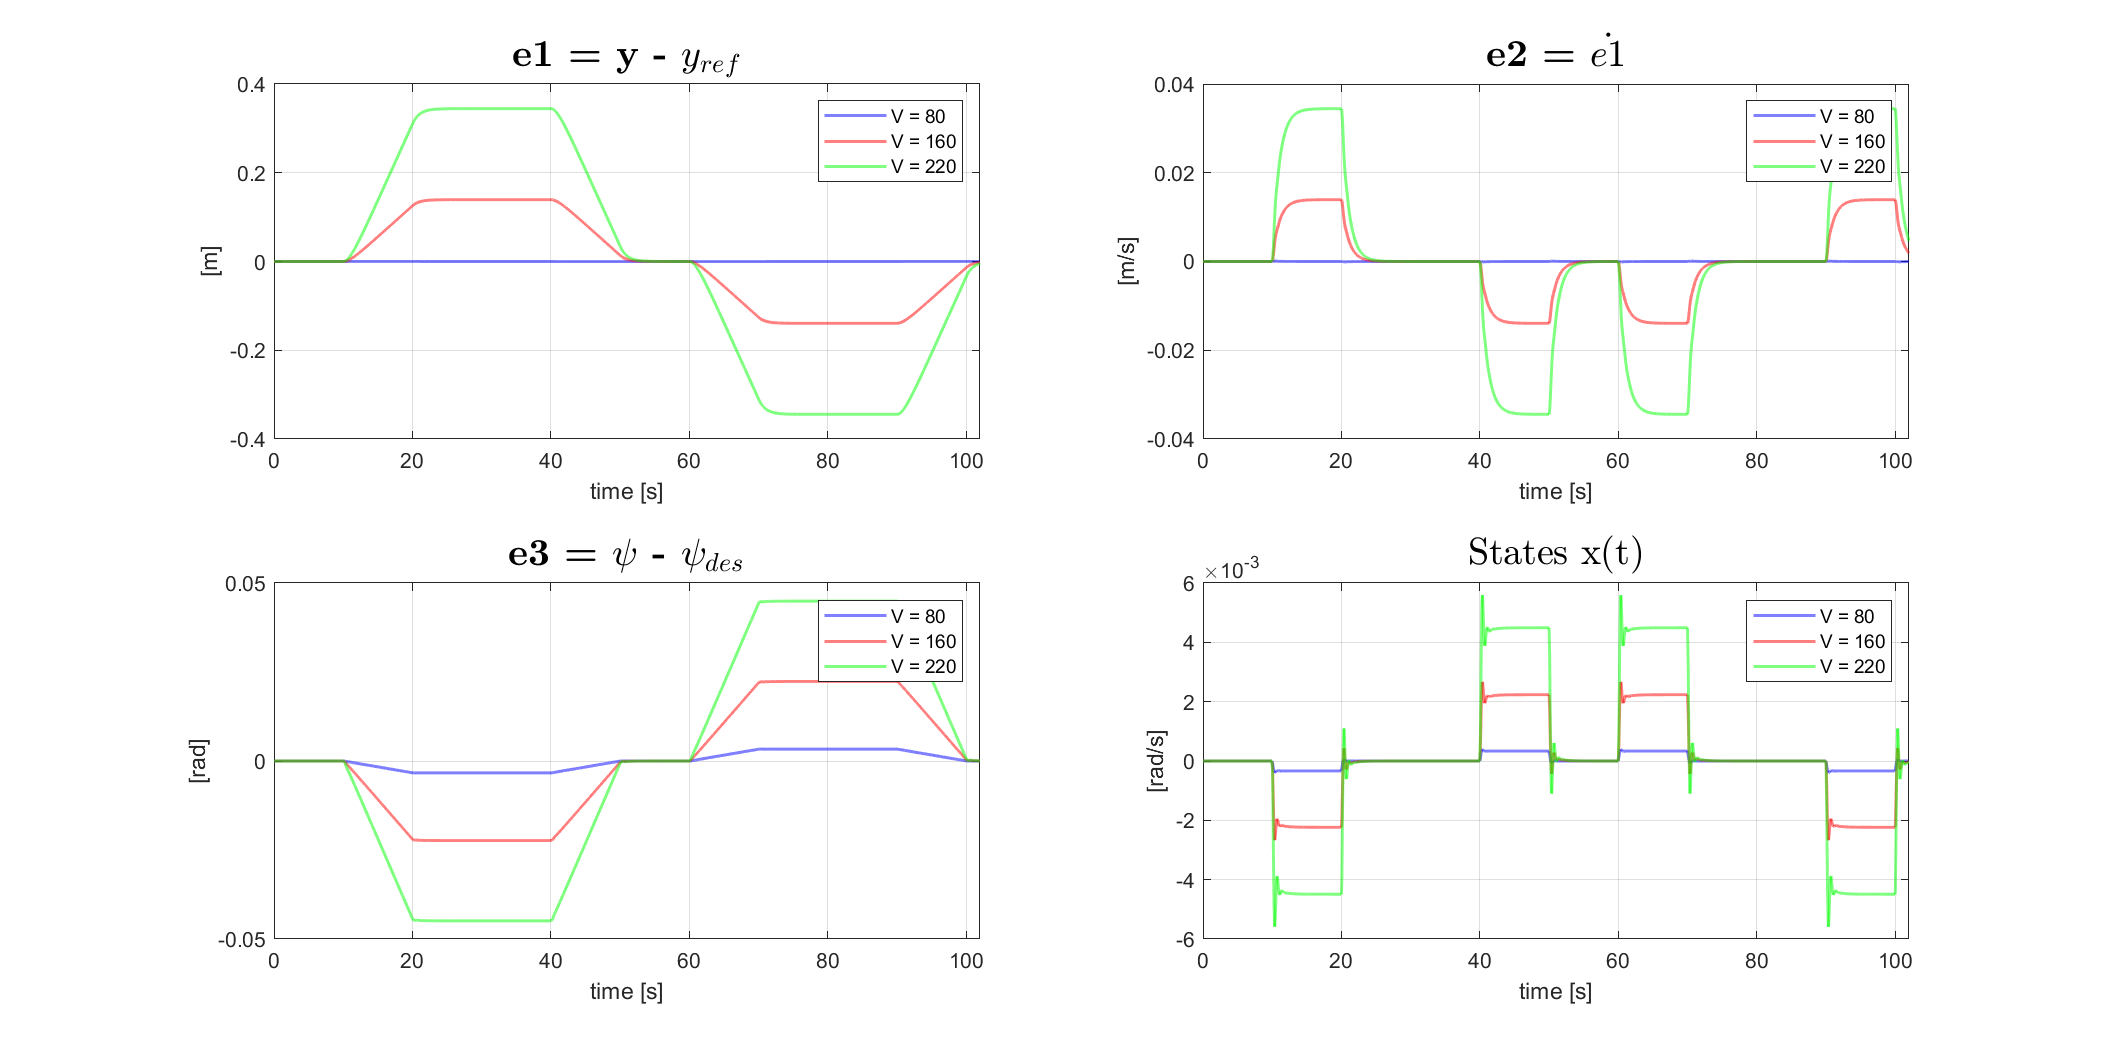 e1 = y - y_ref
0.4
0.2
0
-0.2
-0.4
[m]
V = 80
V = 160
V = 220
0 20 40 60 80 100
time [s]
e2 = ė1
0.04
0.02
0
-0.02
-0.04
[m/s]
V = 80
V = 160
V = 220
0 20 40 60 80 100
time [s]
e3 = ψ - ψ_des
0.05
0
-0.05
[rad]
V = 80
V = 160
V = 220
0 20 40 60 80 100
time [s]
States x(t)
×10^-3
6
4
2
0
-2
-4
-6
[rad/s]
V = 80
V = 160
V = 220
0 20 40 60 80 100
time [s]